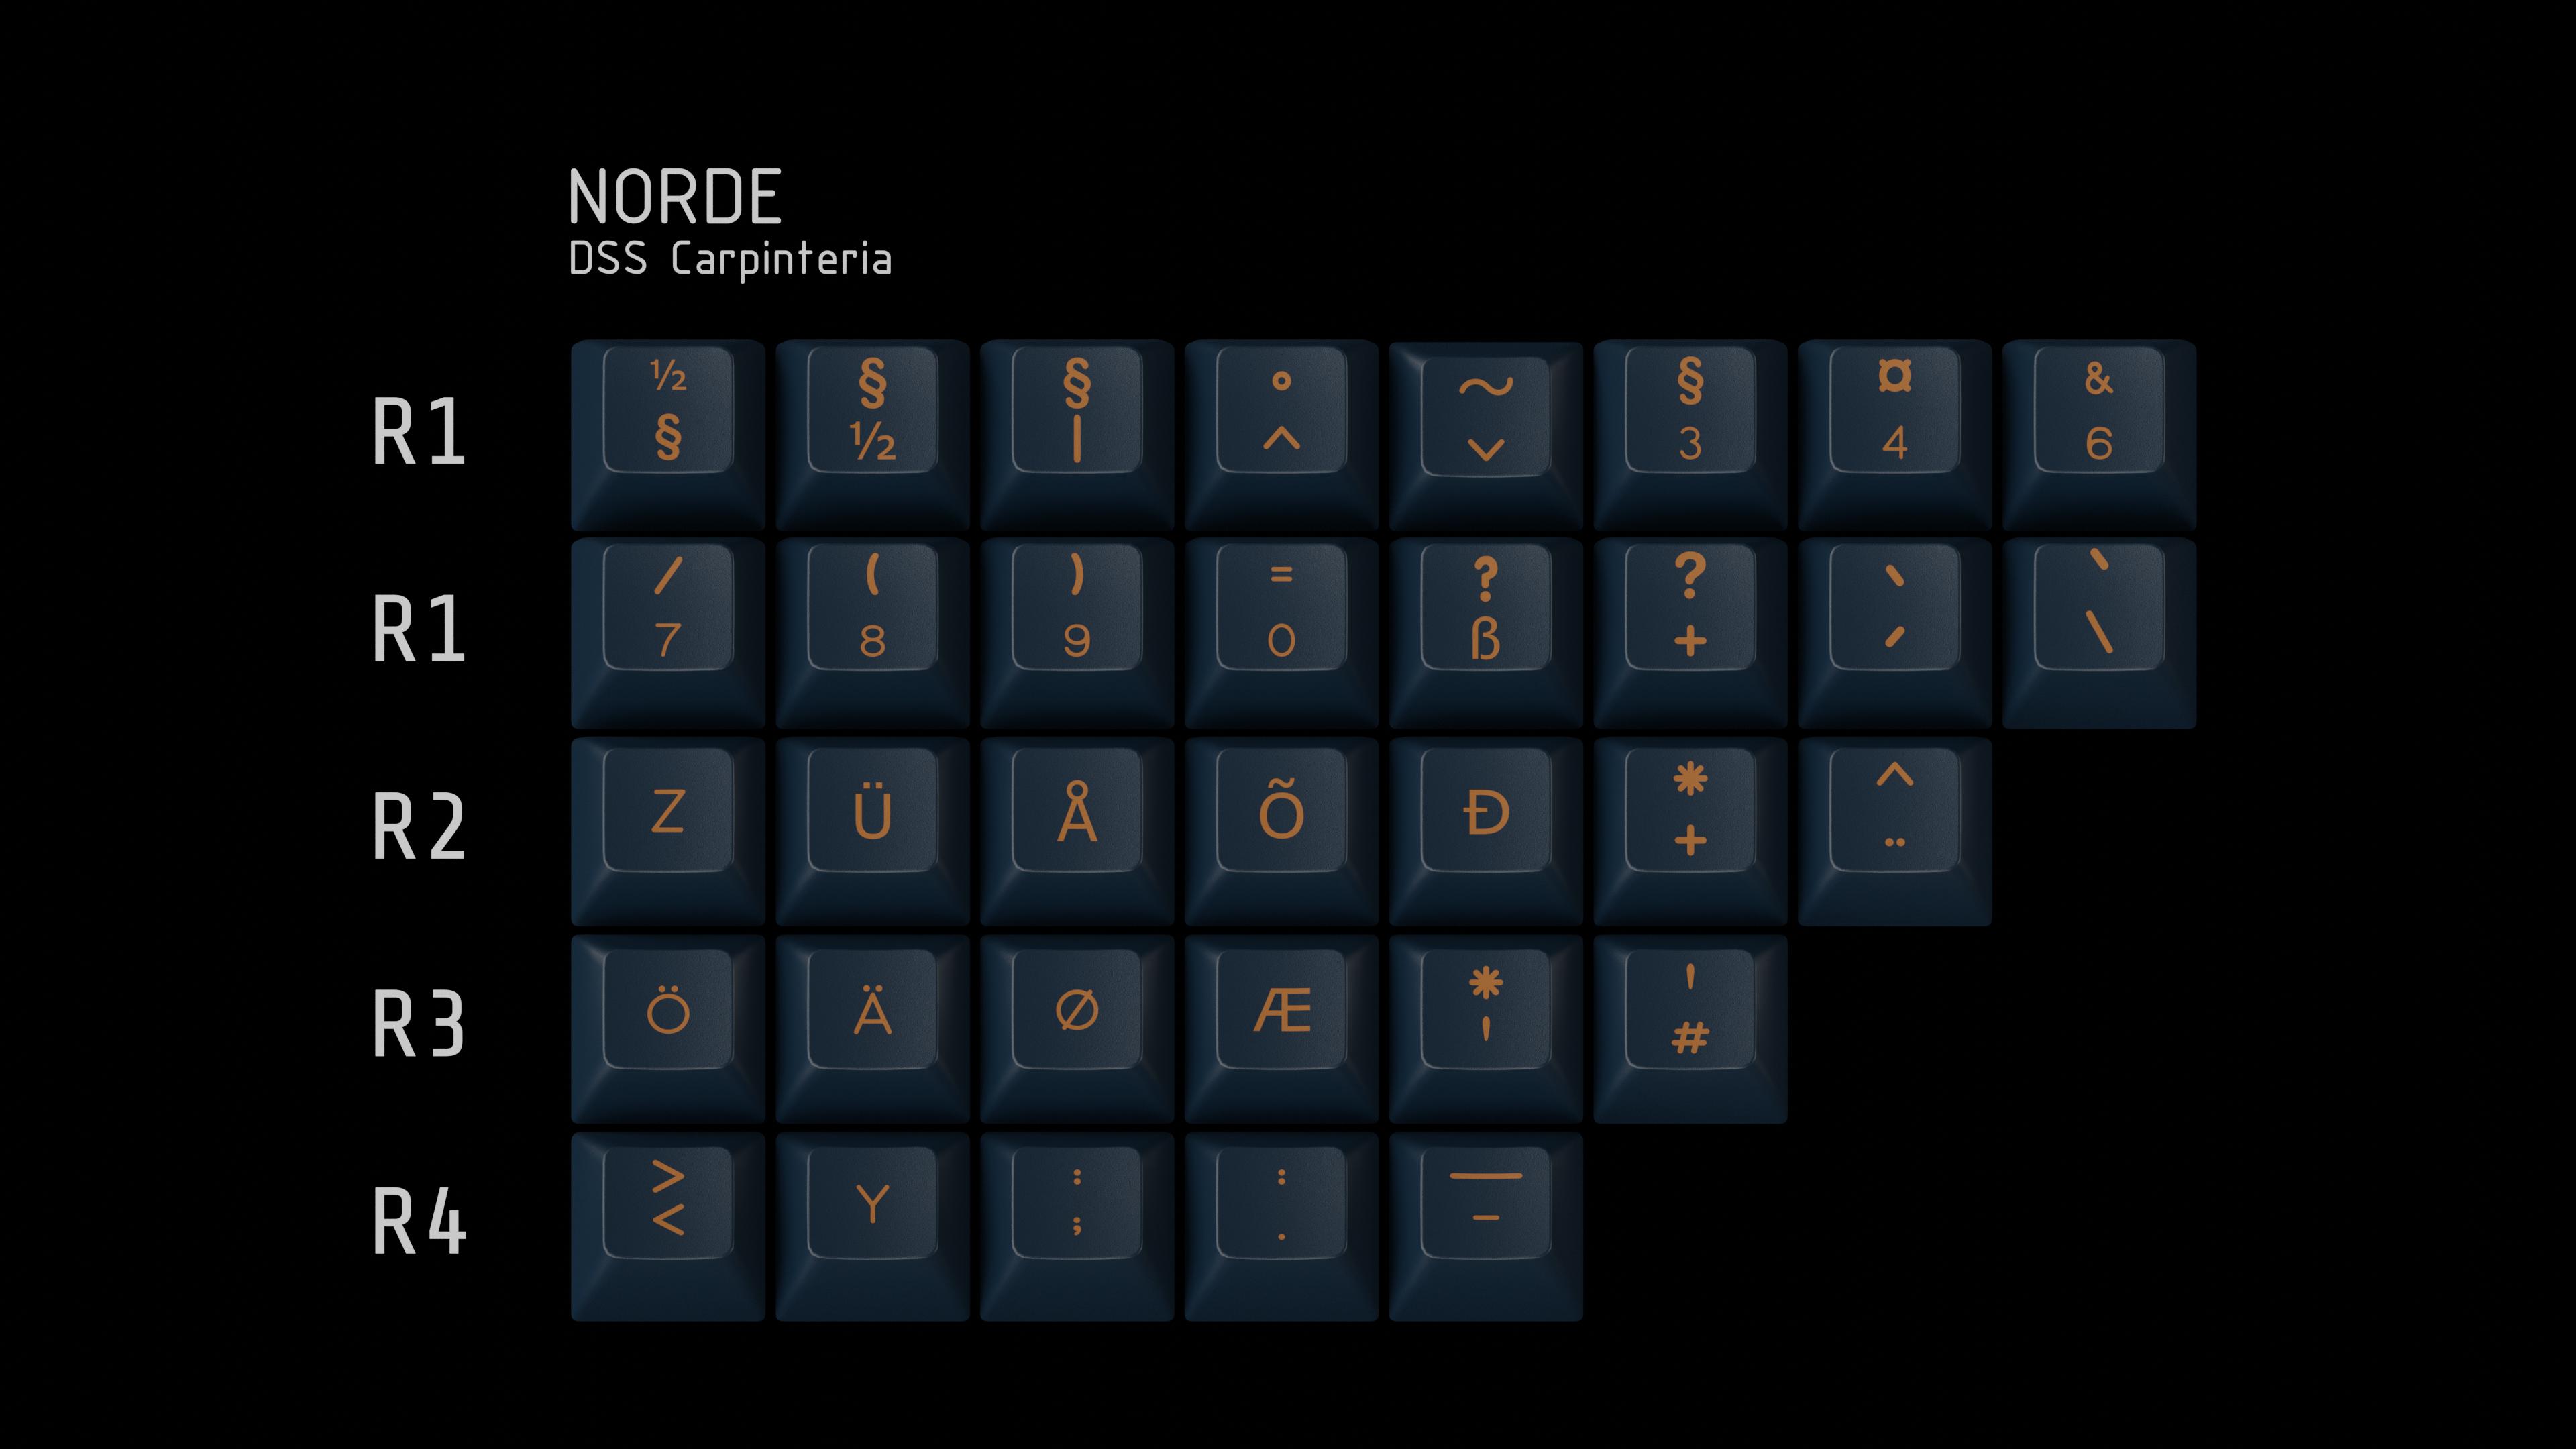 NORDE
DSS Carpinteria
R1 ½ § § ° ~ § ¤ &
§ ½ | ^ ⌄ 3 4 6
R1 / ( ) = ? ? ` `
7 8 9 0 ß + ´ \
R2 Z Ü Å Õ Đ * ^
+ ¨
R3 Ö Ä Ø Æ * '
' #
R4 > Y : : _
< ; . -